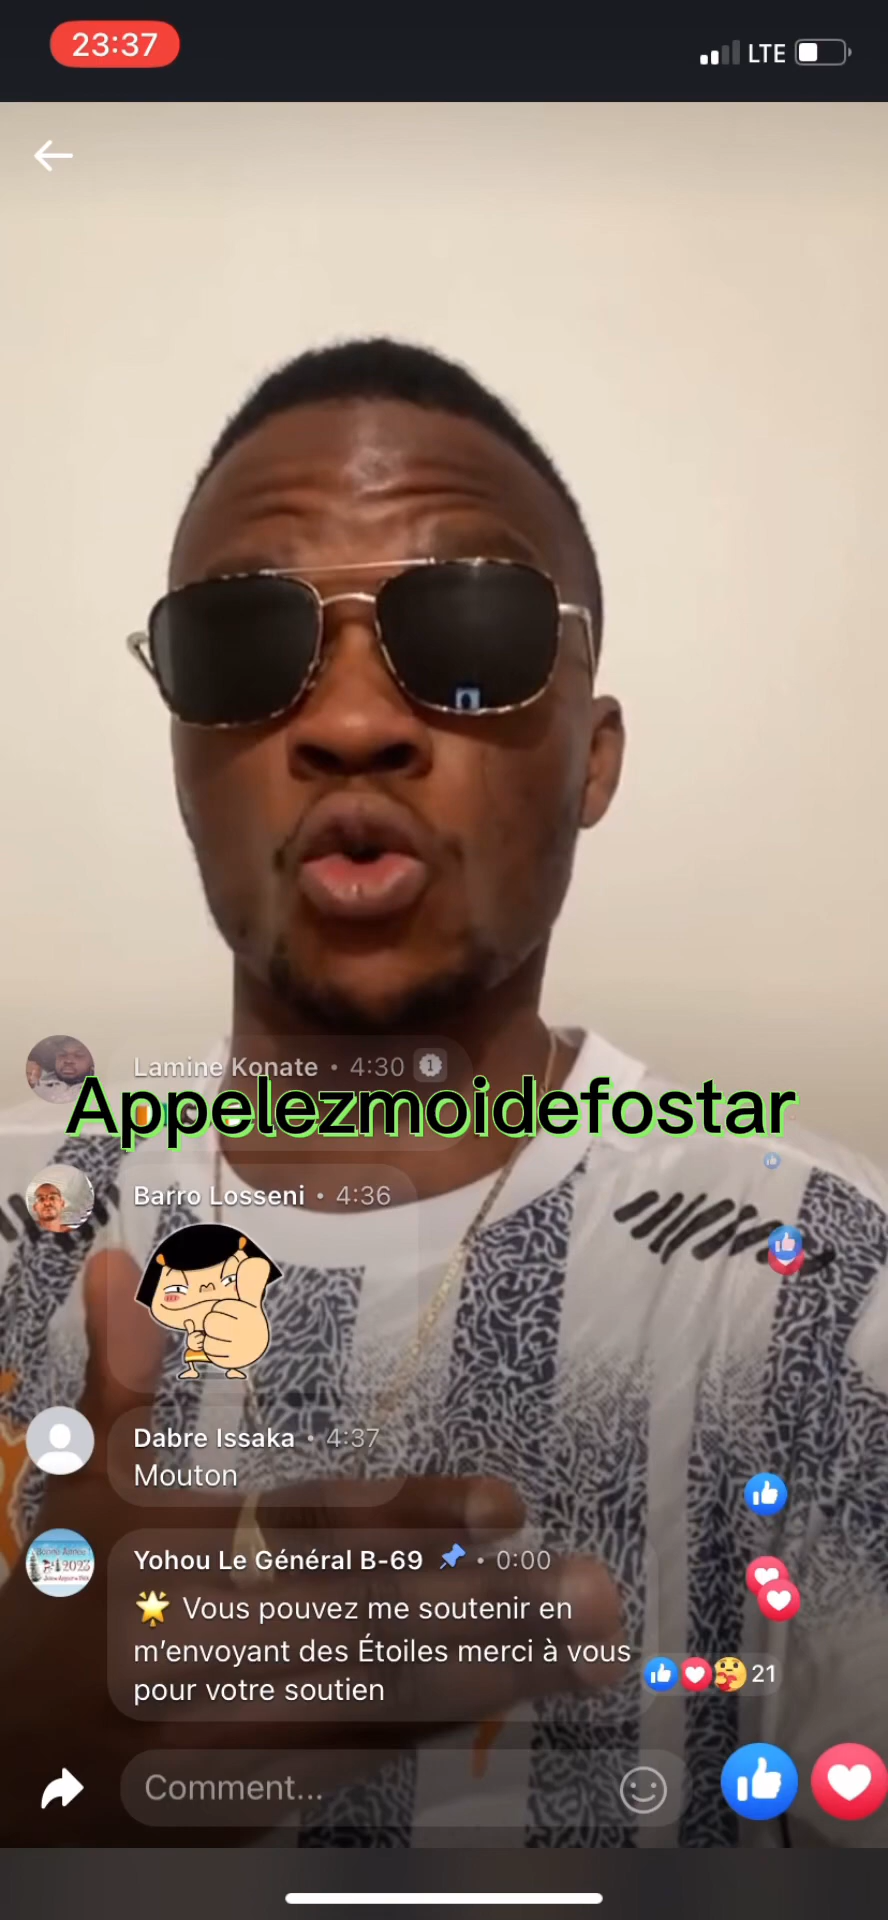 23:37
LTE
Lamine Konate • 4:30 1
Appelezmoidefostar
Barro Losseni • 4:36
Dabre Issaka • 4:37
Mouton
Yohou Le Général B-69 📌 • 0:00
🌟 Vous pouvez me soutenir en
m'envoyant des Étoiles merci à vous
pour votre soutien
21
Comment...